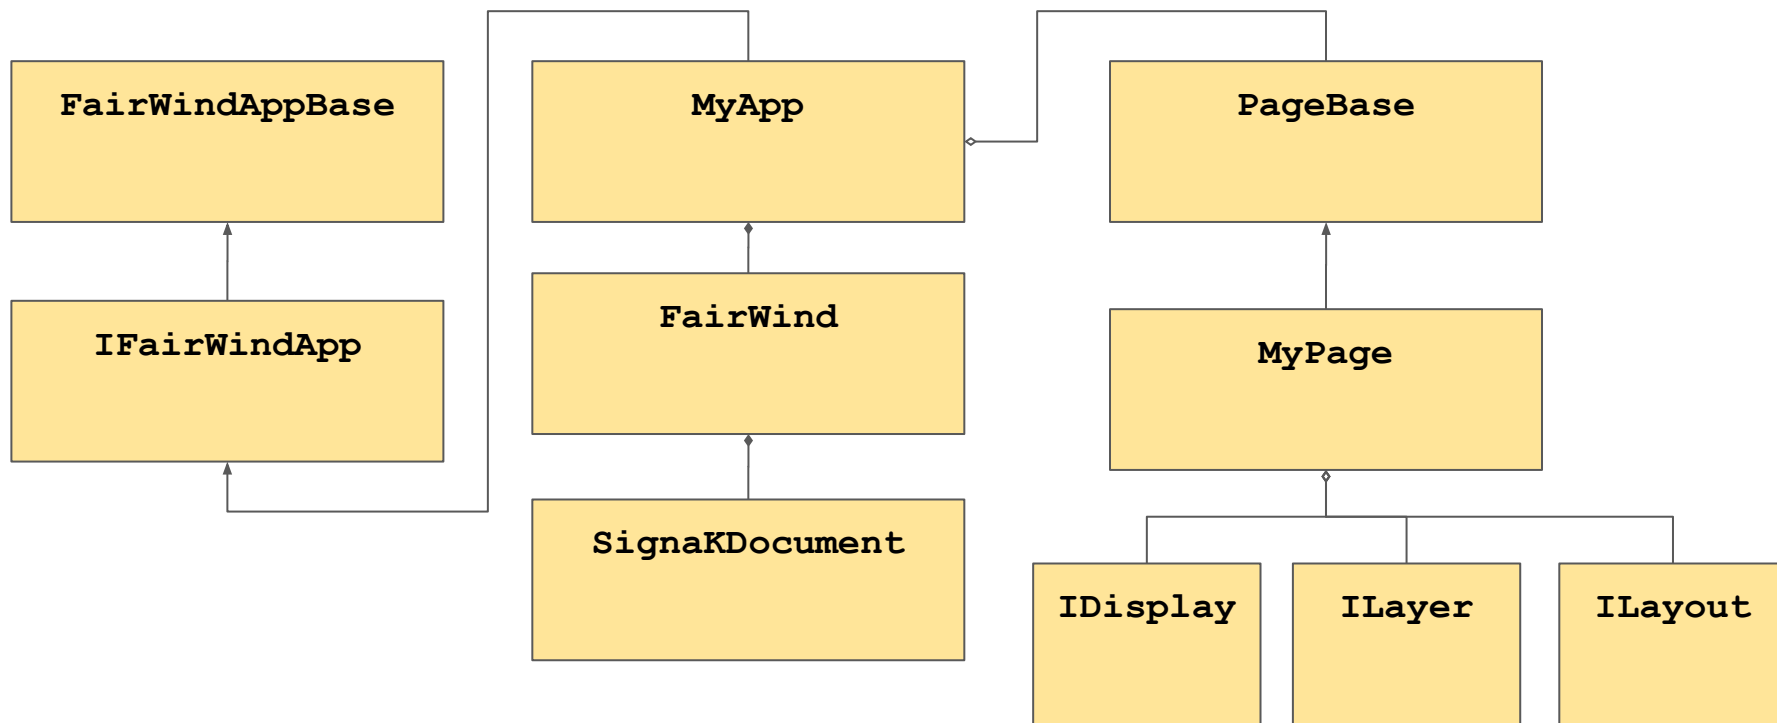 FairWindAppBase
MyApp
PageBase
IFairWindApp
FairWind
MyPage
SignaKDocument
IDisplay
ILayer
ILayout